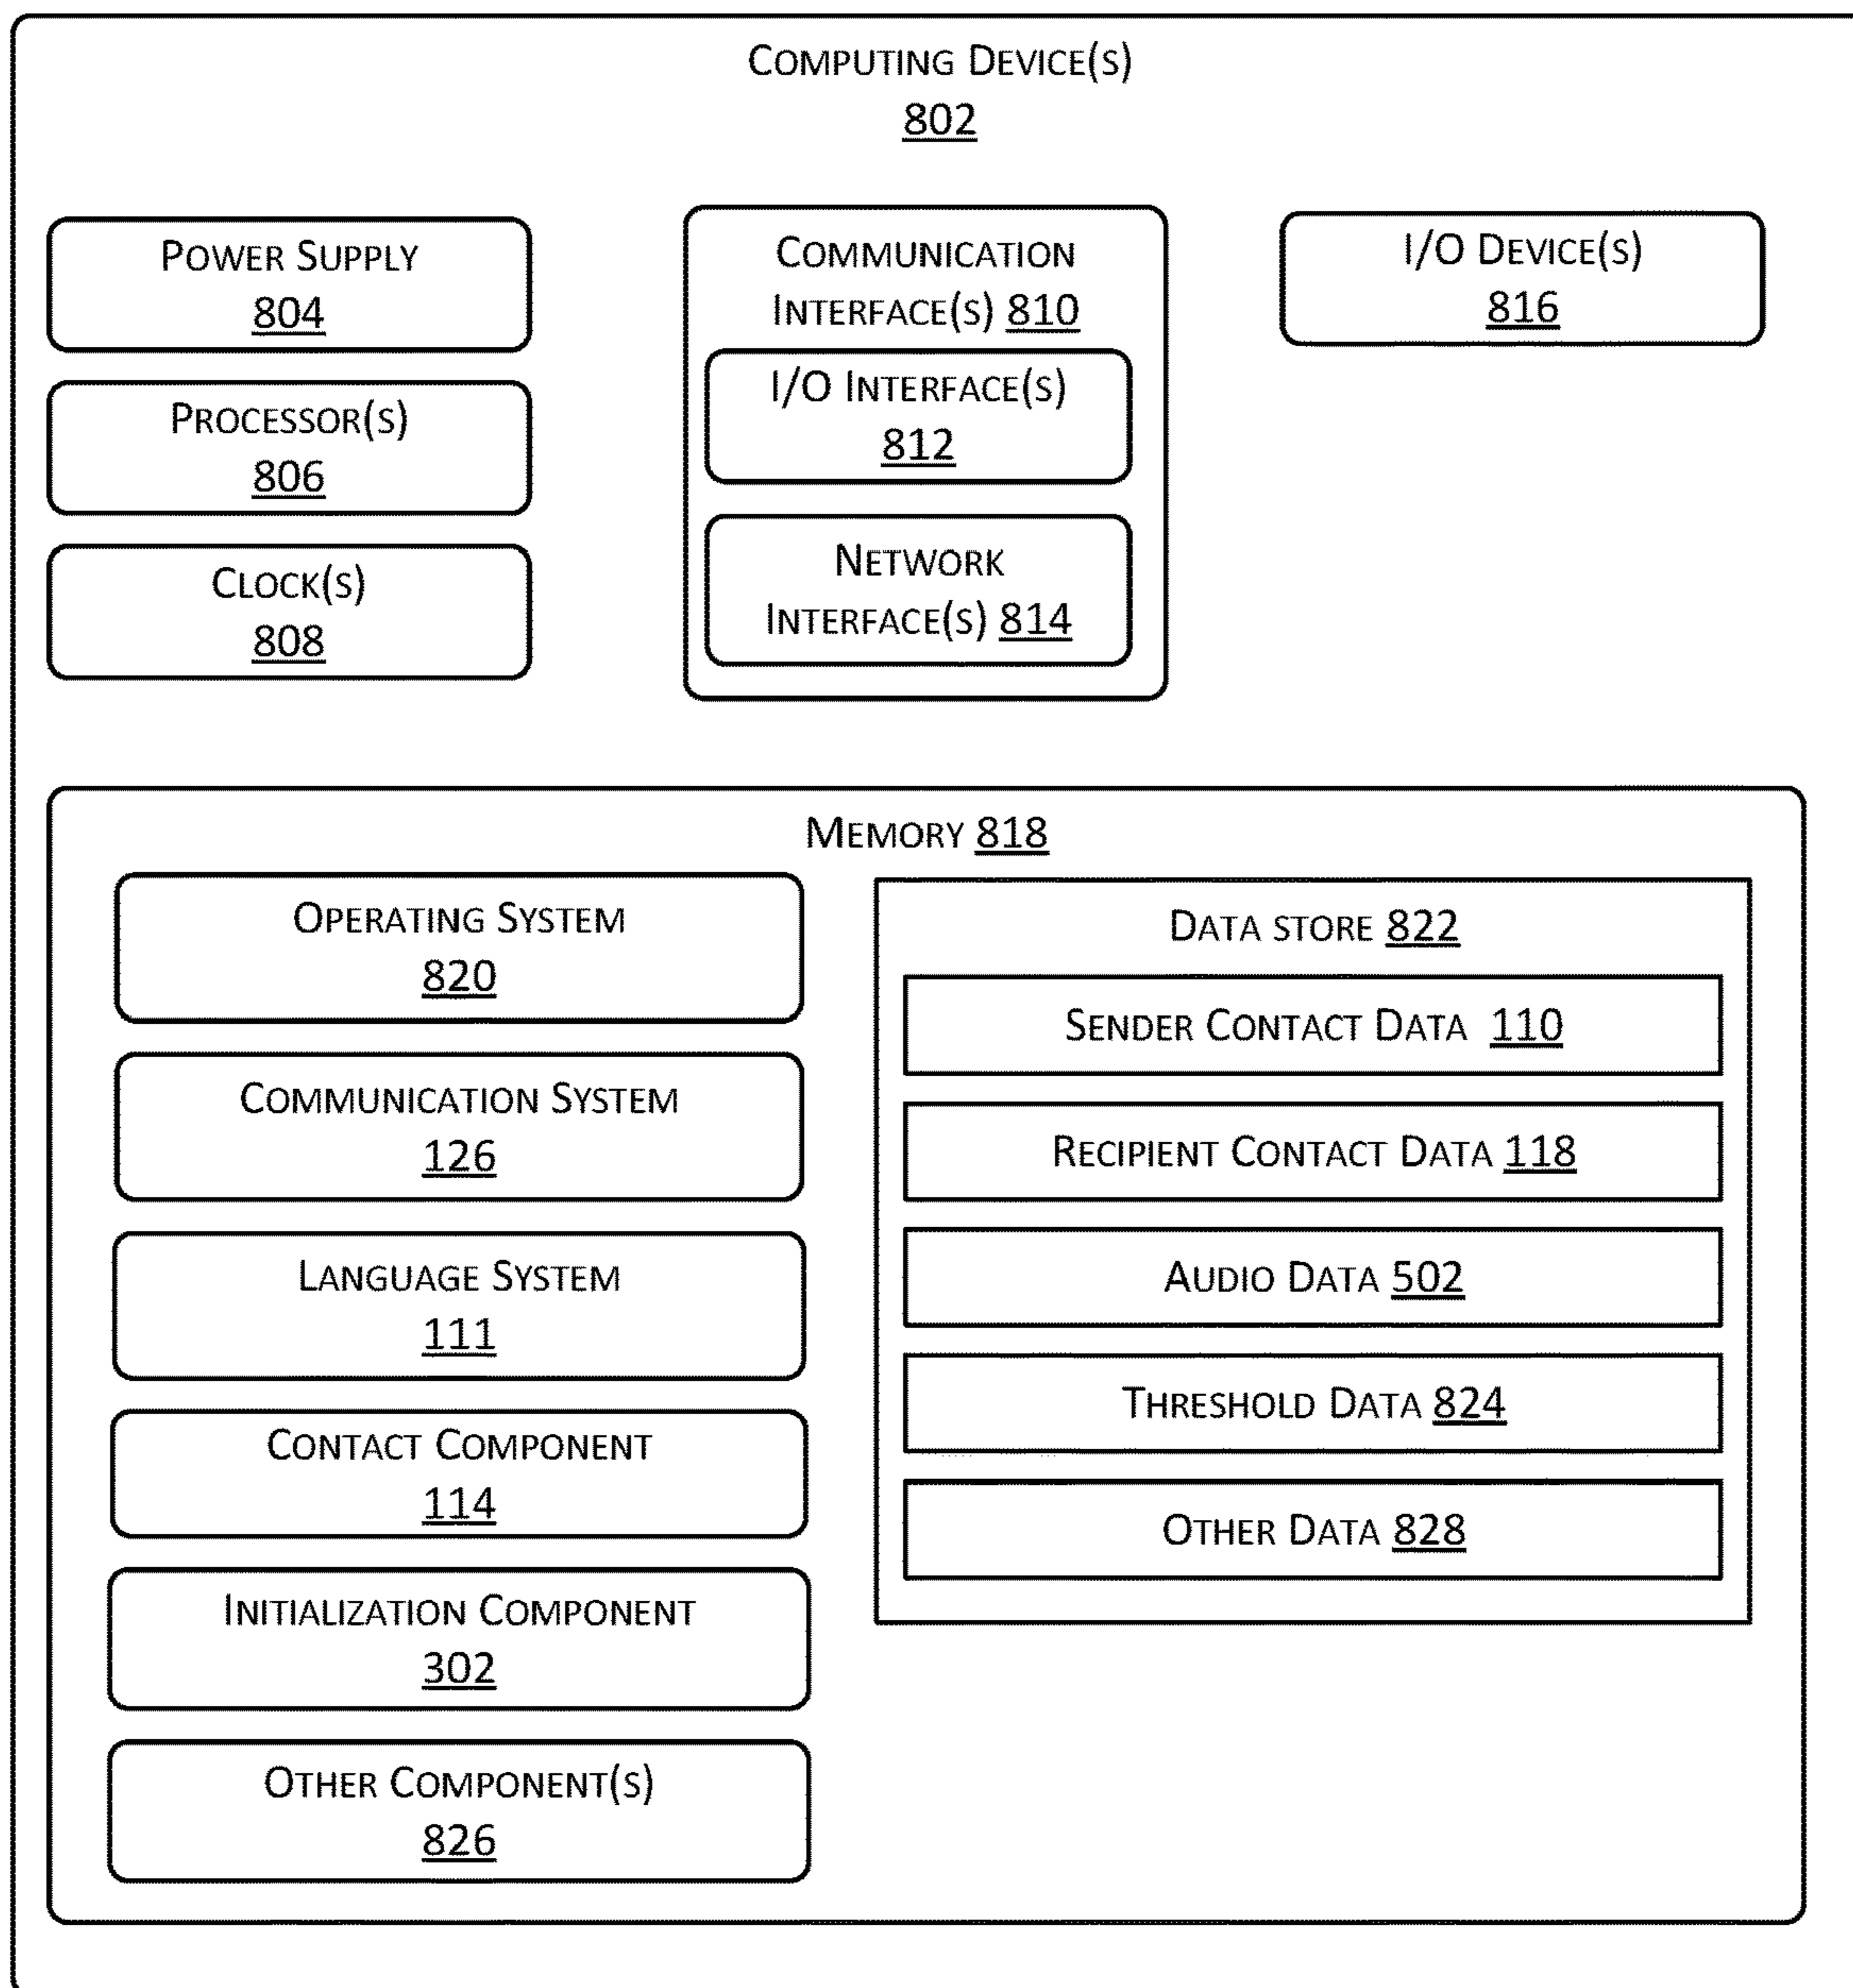 COMPUTING DEVICE(S)
802
POWER SUPPLY
804
PROCESSOR(S)
806
CLOCK(S)
808
COMMUNICATION
INTERFACE(S) 810
I/O INTERFACE(S)
812
NETWORK
INTERFACE(S) 814
I/O DEVICE(S)
816
MEMORY 818
OPERATING SYSTEM
820
COMMUNICATION SYSTEM
126
LANGUAGE SYSTEM
111
CONTACT COMPONENT
114
INITIALIZATION COMPONENT
302
OTHER COMPONENT(S)
826
DATA STORE 822
SENDER CONTACT DATA 110
RECIPIENT CONTACT DATA 118
AUDIO DATA 502
THRESHOLD DATA 824
OTHER DATA 828